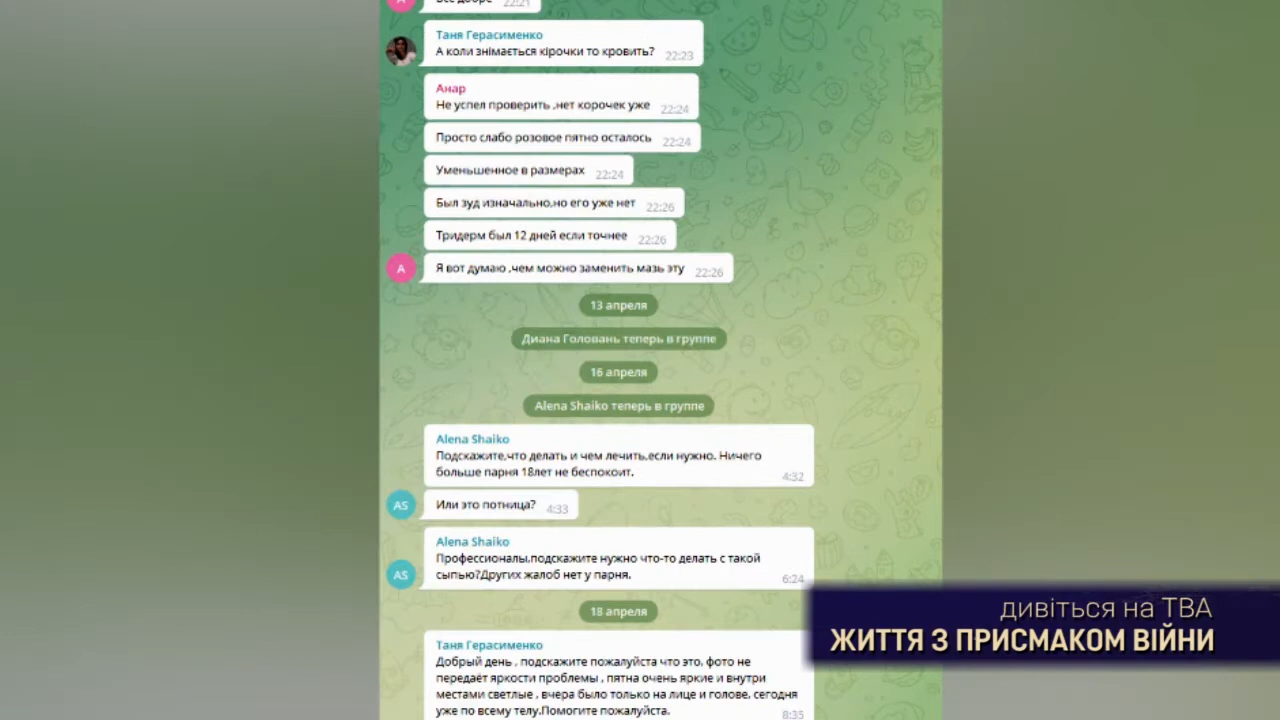 Все добре 22:21
Таня Герасименко
А коли знімається кірочки то кровить? 22:23
Анар
Не успел проверить ,нет корочек уже 22:24
Просто слабо розовое пятно осталось 22:24
Уменьшенное в размерах 22:24
Был зуд изначально,но его уже нет 22:26
Тридерм был 12 дней если точнее 22:26
A
Я вот думаю ,чем можно заменить мазь эту 22:26
13 апреля
Диана Головань теперь в группе
16 апреля
Alena Shaiko теперь в группе
Alena Shaiko
Подскажите,что делать и чем лечить,если нужно. Ничего
больше парня 18лет не беспокоит. 4:32
AS
Или это потница? 4:33
Alena Shaiko
Профессионалы,подскажите нужно что-то делать с такой
AS
сыпью?Других жалоб нет у парня. 6:24
18 апреля
Таня Герасименко
Добрый день , подскажите пожалуйста что это, фото не
передаёт яркости проблемы , пятна очень яркие и внутри
местами светлые , вчера было только на лице и голове, сегодня
уже по всему телу.Помогите пожалуйста. 8:35
дивіться на ТВА
ЖИТТЯ З ПРИСМАКОМ ВІЙНИ